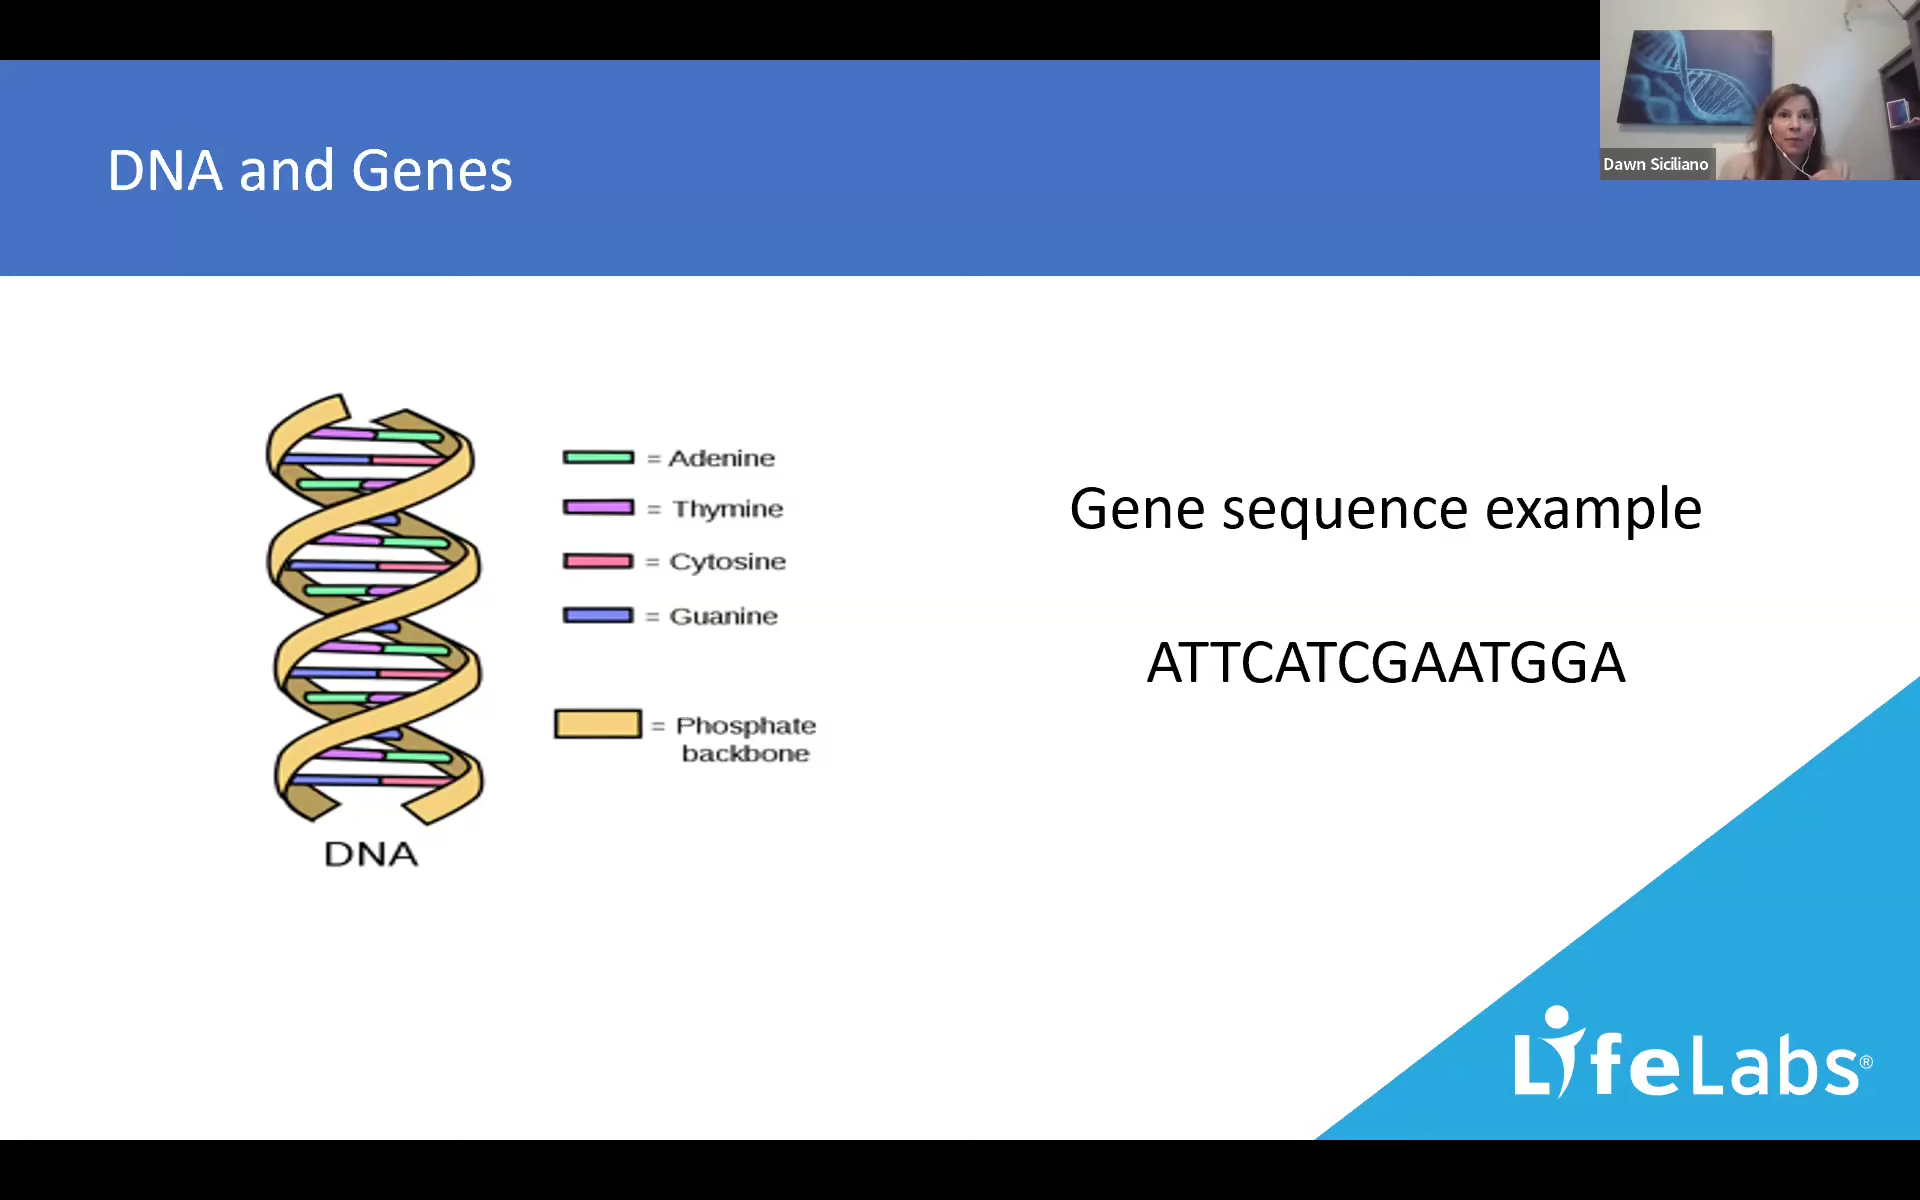 DNA and Genes
Dawn Siciliano
= Adenine
= Thymine
= Cytosine
= Guanine
= Phosphate
backbone
DNA
Gene sequence example
ATTCATCGAATGGA
LifeLabs®